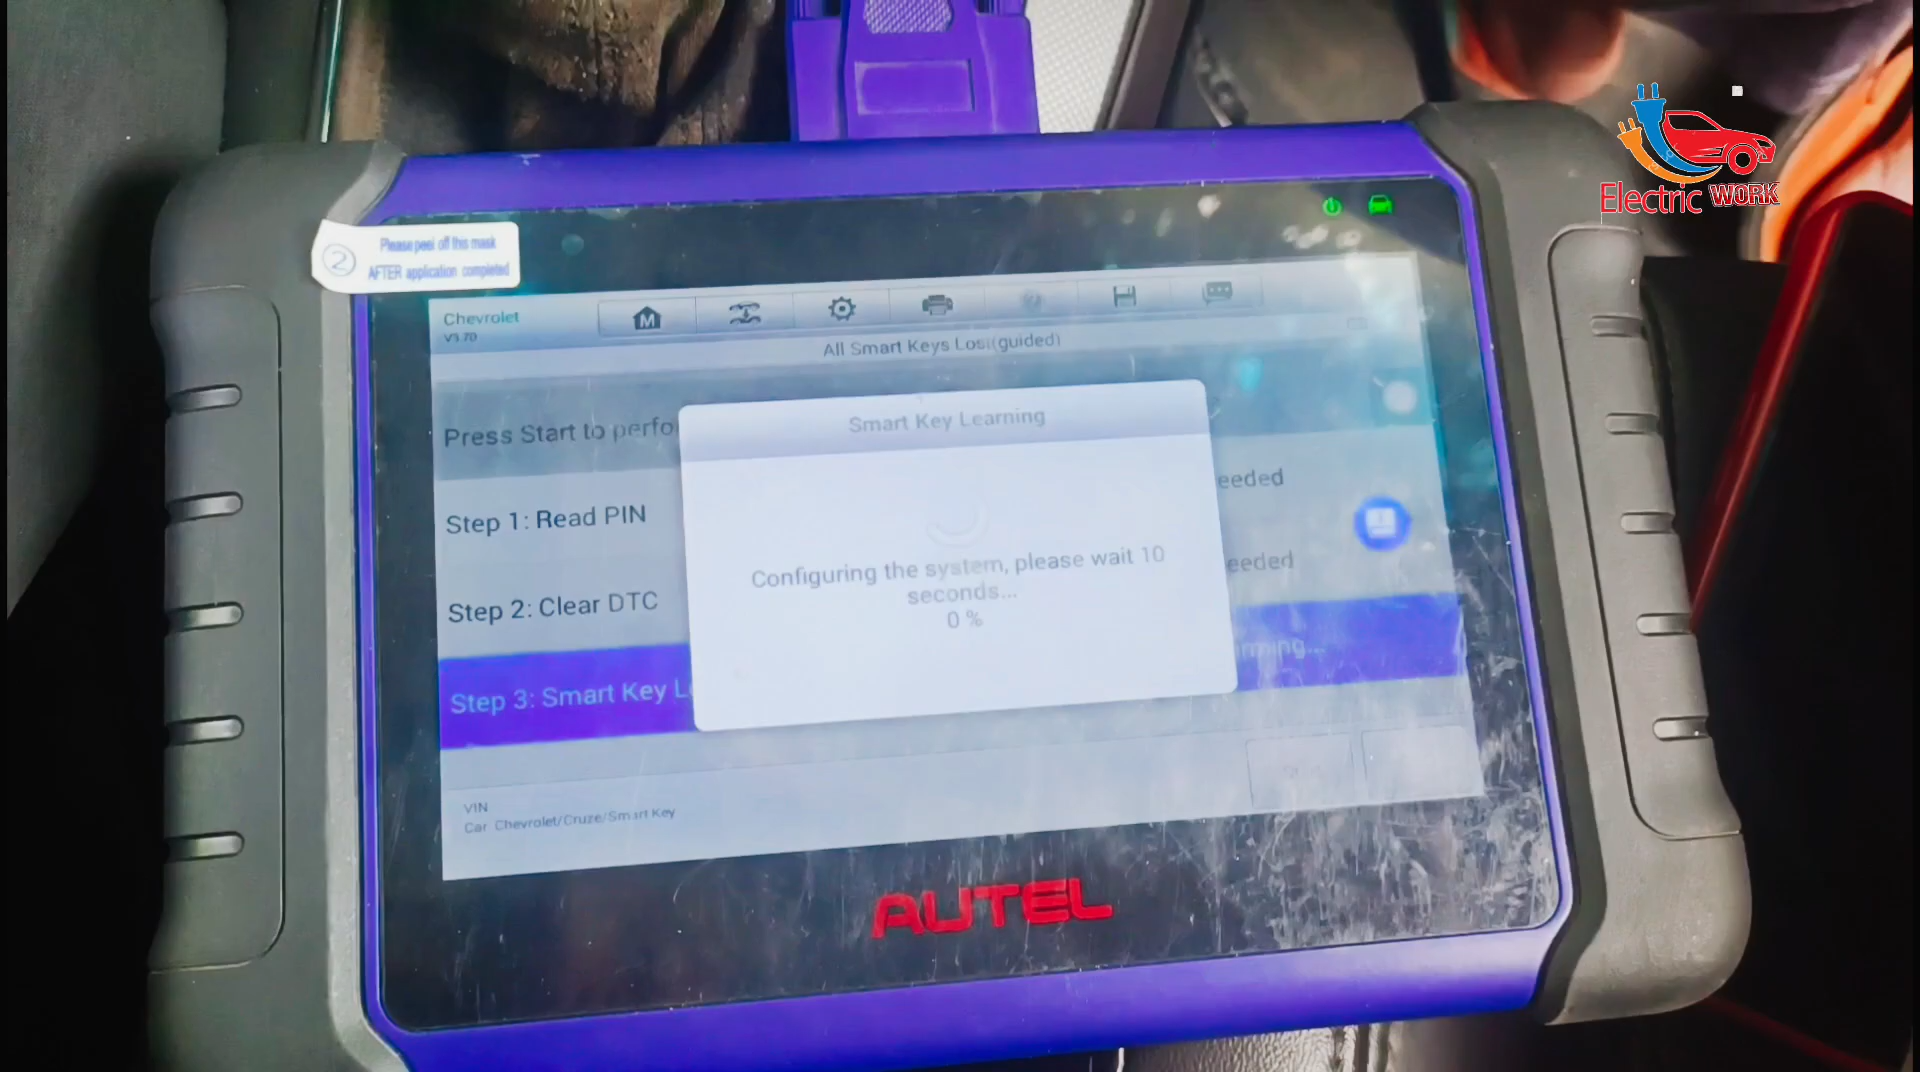 Electric WORK
2
Please peel off this mask
AFTER application completed
Chevrolet
M
All Smart Keys Lost(guided)
Press Start to perfo
Smart Key Learning
Step 1: Read PIN
eeded
Configuring the system, please wait 10
seconds...
0 %
Step 2: Clear DTC
eeded
Step 3: Smart Key L
rming...
VIN
Car Chevrolet/Cruze/Smart Key
AUTEL